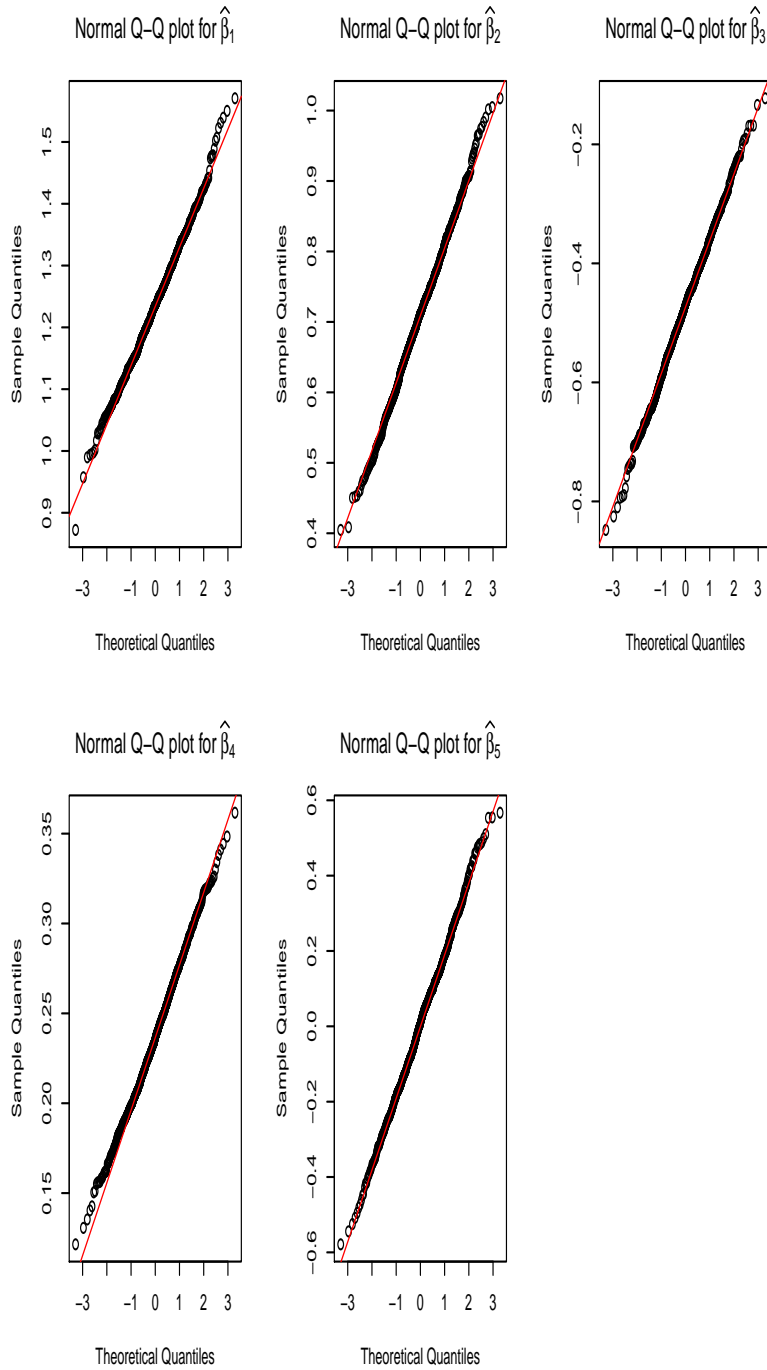 Normal Q−Q plot for β̂₁
Sample Quantiles
0.9 1.0 1.1 1.2 1.3 1.4 1.5
−3 −1 0 1 2 3
Theoretical Quantiles
Normal Q−Q plot for β̂₂
Sample Quantiles
0.4 0.5 0.6 0.7 0.8 0.9 1.0
−3 −1 0 1 2 3
Theoretical Quantiles
Normal Q−Q plot for β̂₃
Sample Quantiles
−0.8 −0.6 −0.4 −0.2
−3 −1 0 1 2 3
Theoretical Quantiles
Normal Q−Q plot for β̂₄
Sample Quantiles
0.15 0.20 0.25 0.30 0.35
−3 −1 0 1 2 3
Theoretical Quantiles
Normal Q−Q plot for β̂₅
Sample Quantiles
−0.6 −0.4 −0.2 0.0 0.2 0.4 0.6
−3 −1 0 1 2 3
Theoretical Quantiles